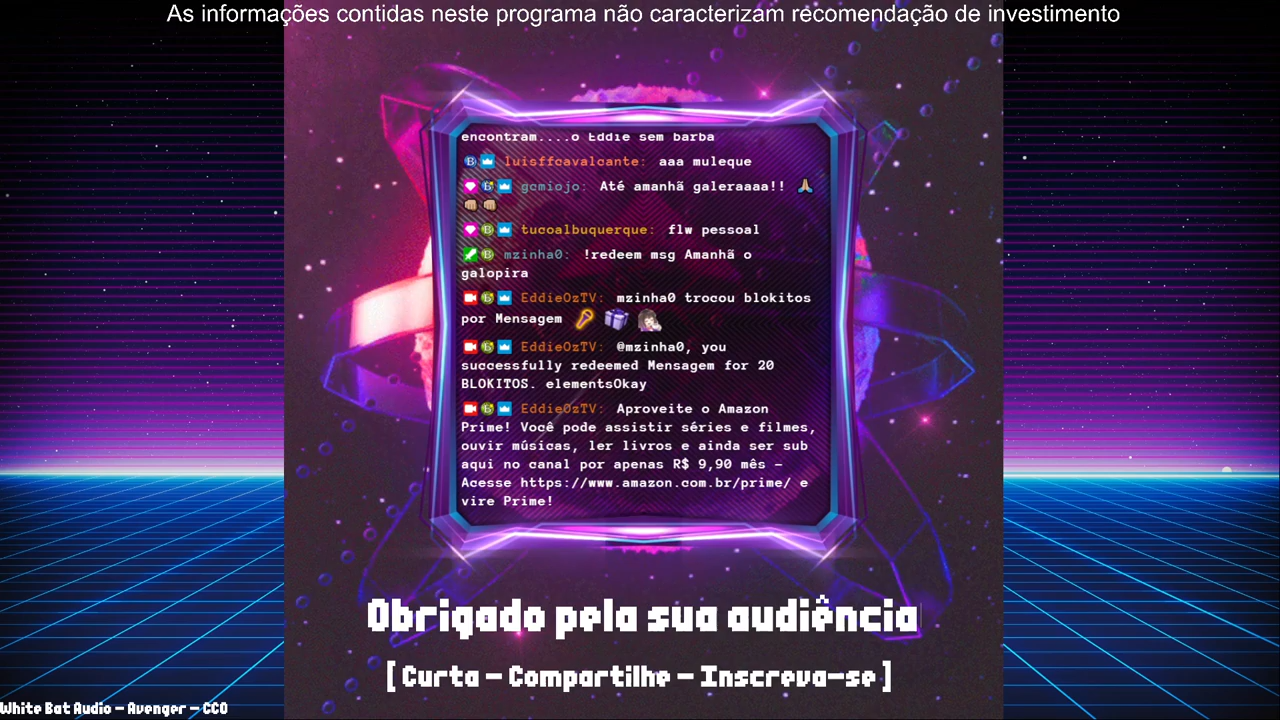 As informações contidas neste programa não caracterizam recomendação de investimento
encontram....o Eddie sem barba
luisffcavalcante: aaa muleque
gcmiojo: Até amanhã galeraaaa!!
tucoalbuquerque: flw pessoal
mzinha0: !redeem msg Amanhã o
galopira
EddieOzTV: mzinha0 trocou blokitos
por Mensagem
EddieOzTV: @mzinha0, you
successfully redeemed Mensagem for 20
BLOKITOS. elementsOkay
EddieOzTV: Aproveite o Amazon
Prime! Você pode assistir séries e filmes,
ouvir músicas, ler livros e ainda ser sub
aqui no canal por apenas R$ 9,90 mês -
Acesse https://www.amazon.com.br/prime/ e
vire Prime!
Obrigado pela sua audiência
[ Curta - Compartilhe - Inscreva-se ]
White Bat Audio - Avenger - CC0